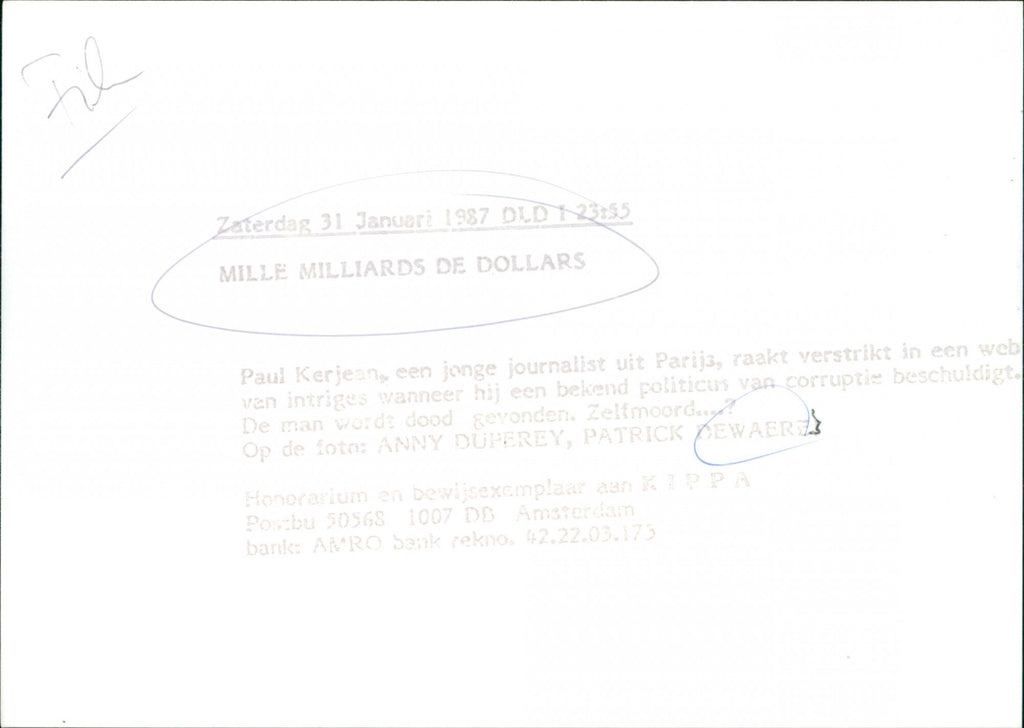 Film
Zaterdag 31 Januari 1987 DLD 1 23:55
MILLE MILLIARDS DE DOLLARS
Paul Kerjean, een jonge journalist uit Parijs, raakt verstrikt in een web
van intriges wanneer hij een bekend politicus van corruptie beschuldigt.
De man wordt dood gevonden. Zelfmoord....?
Op de foto: ANNY DUPEREY, PATRICK DEWAERE
Honorarium en bewijsexemplaar aan K I P P A
Postbu 50568 1007 DB Amsterdam
bank: AMRO bank rekno. 42.22.03.173